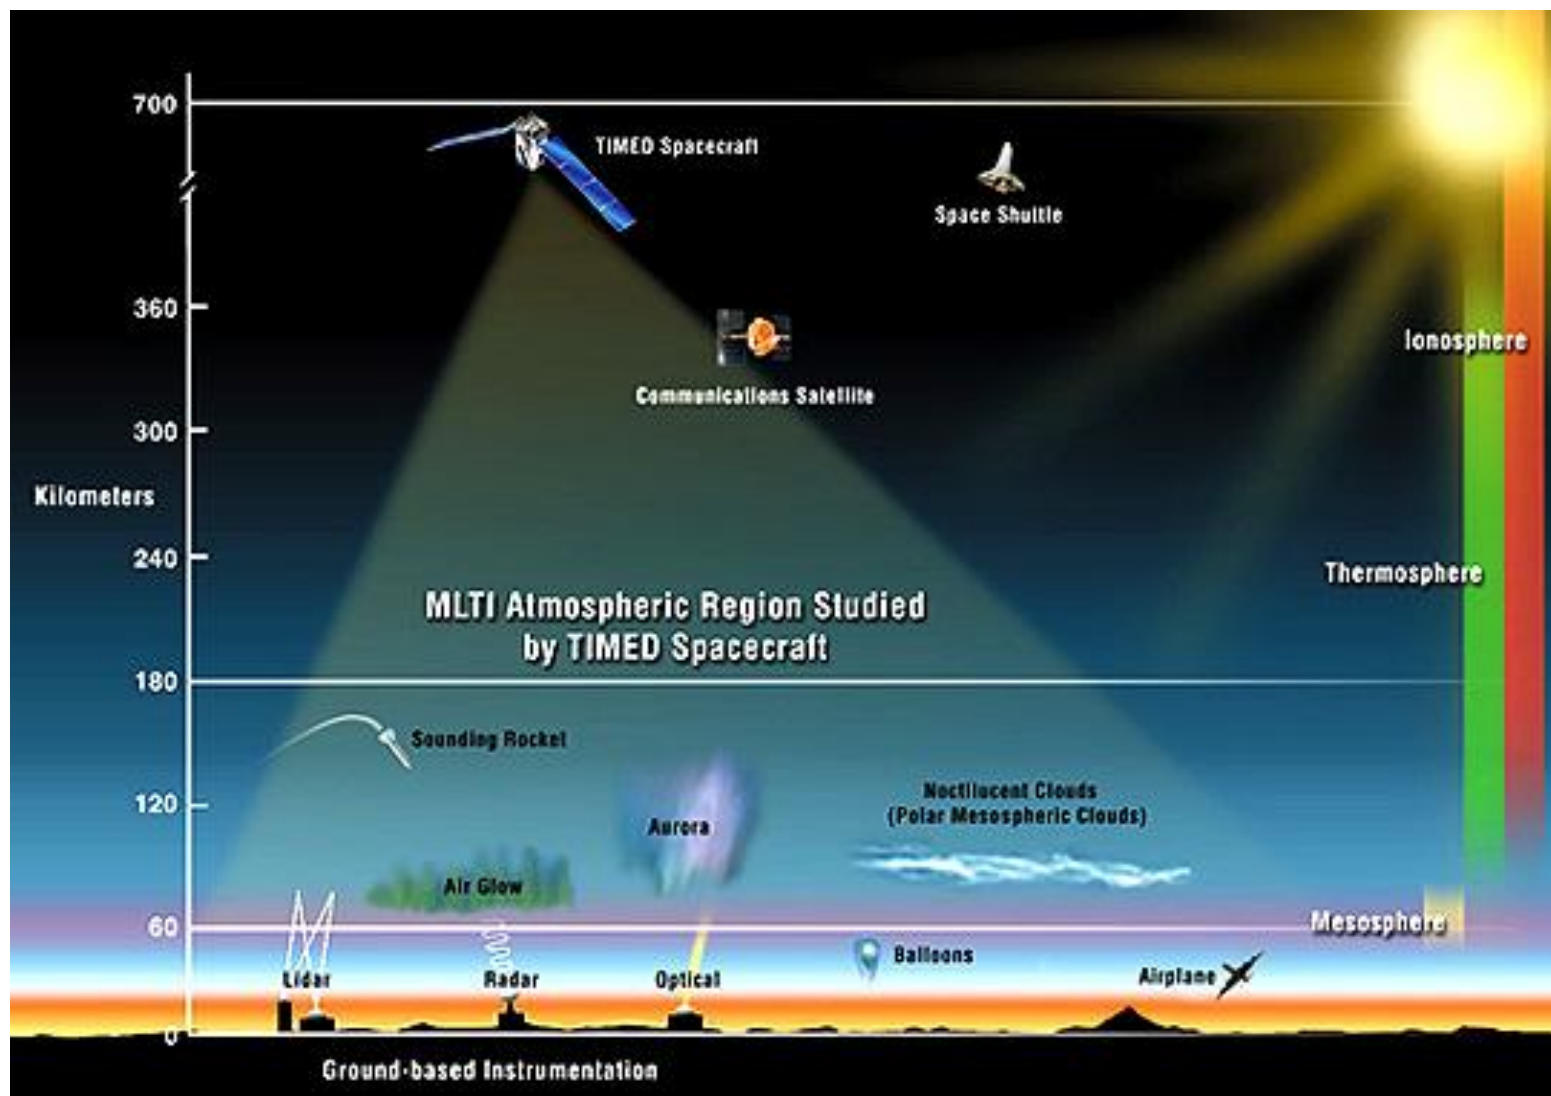 700
TIMED Spacecraft
Space Shuttle
360
Ionosphere
Communications Satellite
300
Kilometers
240
Thermosphere
MLTI Atmospheric Region Studied
by TIMED Spacecraft
180
Sounding Rocket
120
Noctilucent Clouds
(Polar Mesospheric Clouds)
Aurora
Air Glow
60
Mesosphere
Balloons
Lidar
Radar
Optical
Airplane
0
Ground-based Instrumentation